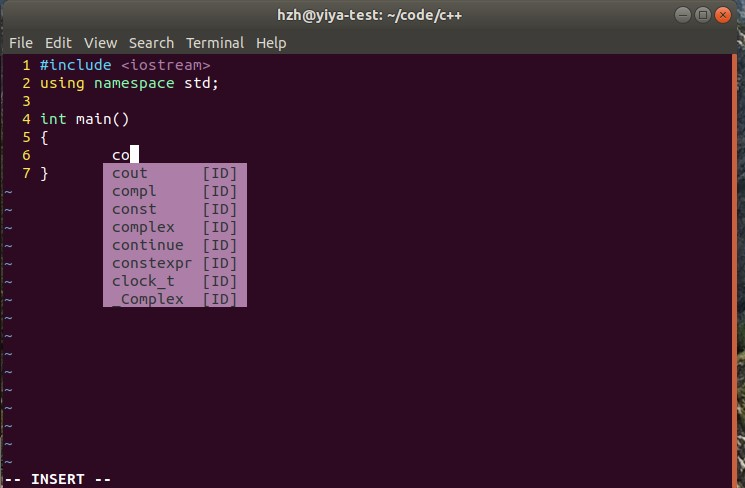 hzh@yiya-test: ~/code/c++
File Edit View Search Terminal Help
1 #include <iostream>
2 using namespace std;
3
4 int main()
5 {
6 co
7 }
~ cout [ID]
~ compl [ID]
~ const [ID]
~ complex [ID]
~ continue [ID]
~ constexpr [ID]
~ clock_t [ID]
~ _Complex [ID]
~
~
~
~
~
~
~
~
-- INSERT --